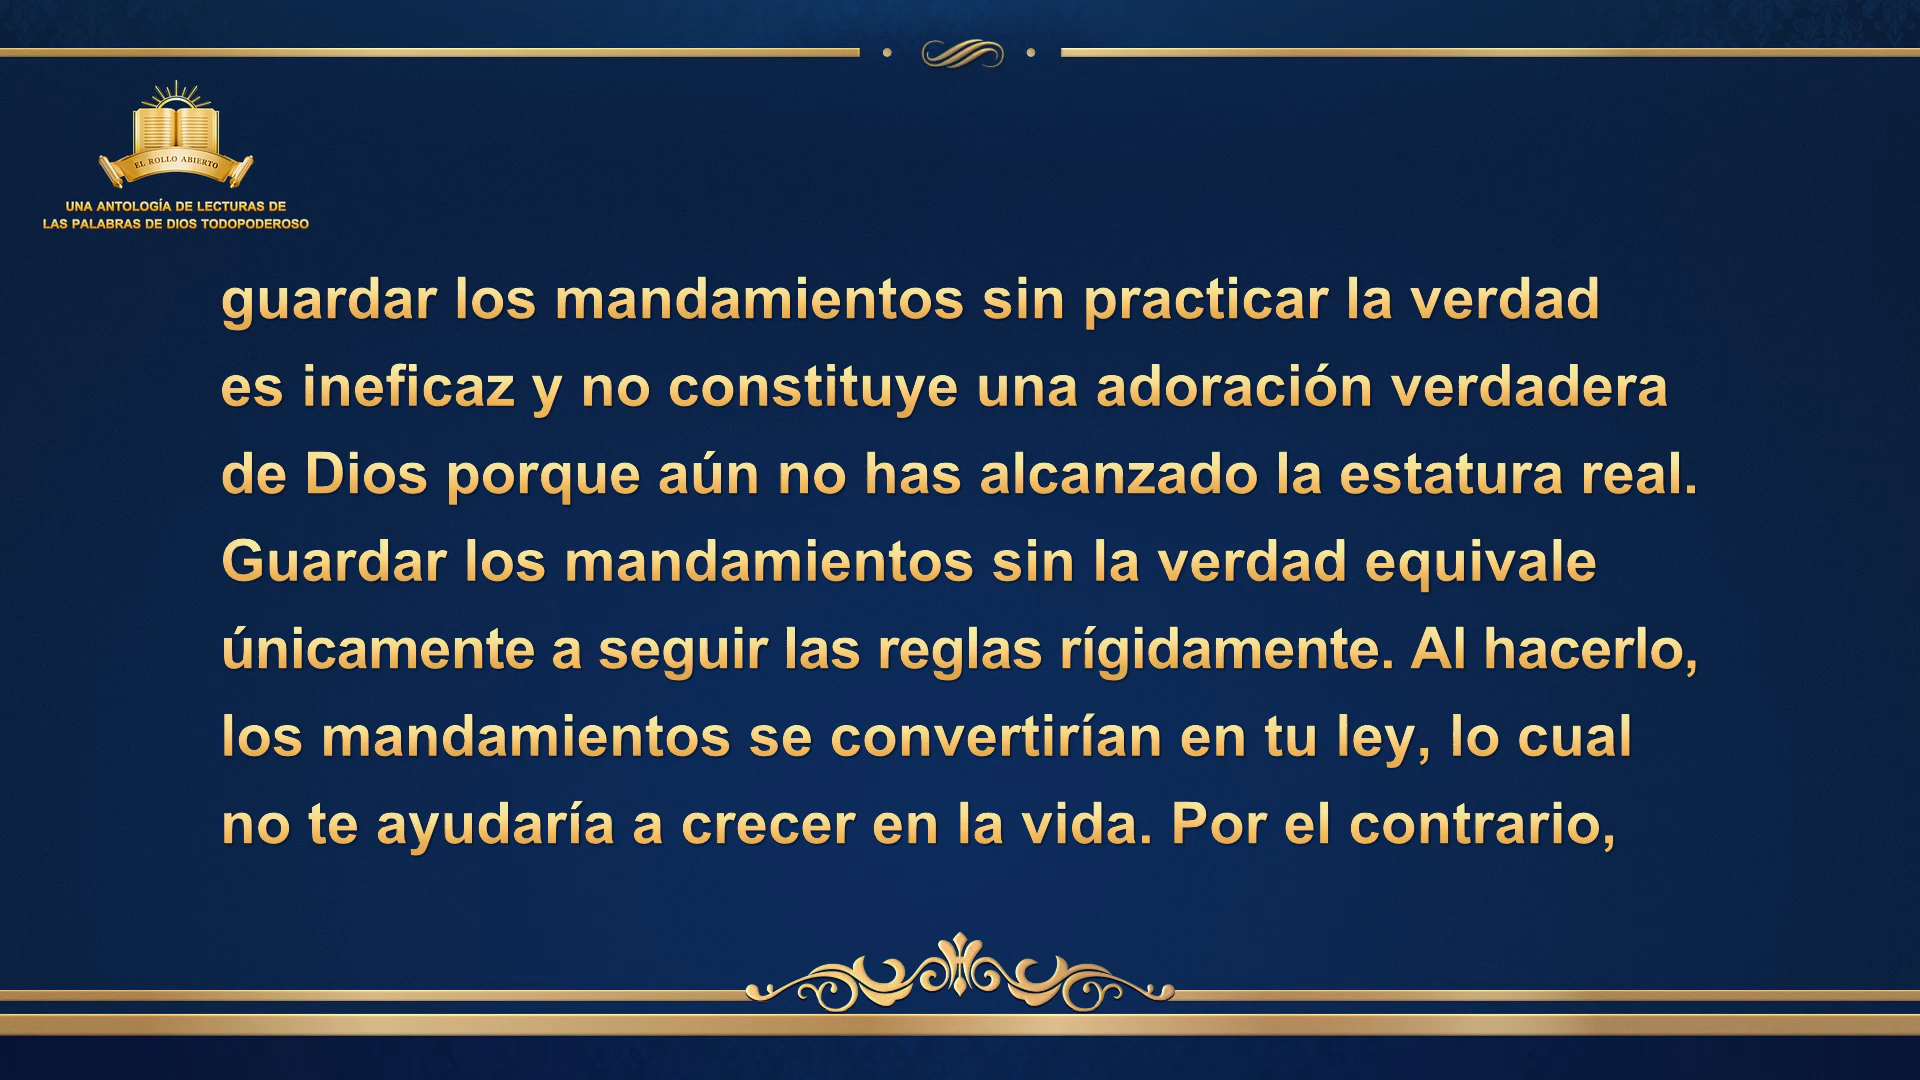 EL ROLLO ABIERTO
UNA ANTOLOGÍA DE LECTURAS DE
LAS PALABRAS DE DIOS TODOPODEROSO
guardar los mandamientos sin practicar la verdad
es ineficaz y no constituye una adoración verdadera
de Dios porque aún no has alcanzado la estatura real.
Guardar los mandamientos sin la verdad equivale
únicamente a seguir las reglas rígidamente. Al hacerlo,
los mandamientos se convertirían en tu ley, lo cual
no te ayudaría a crecer en la vida. Por el contrario,